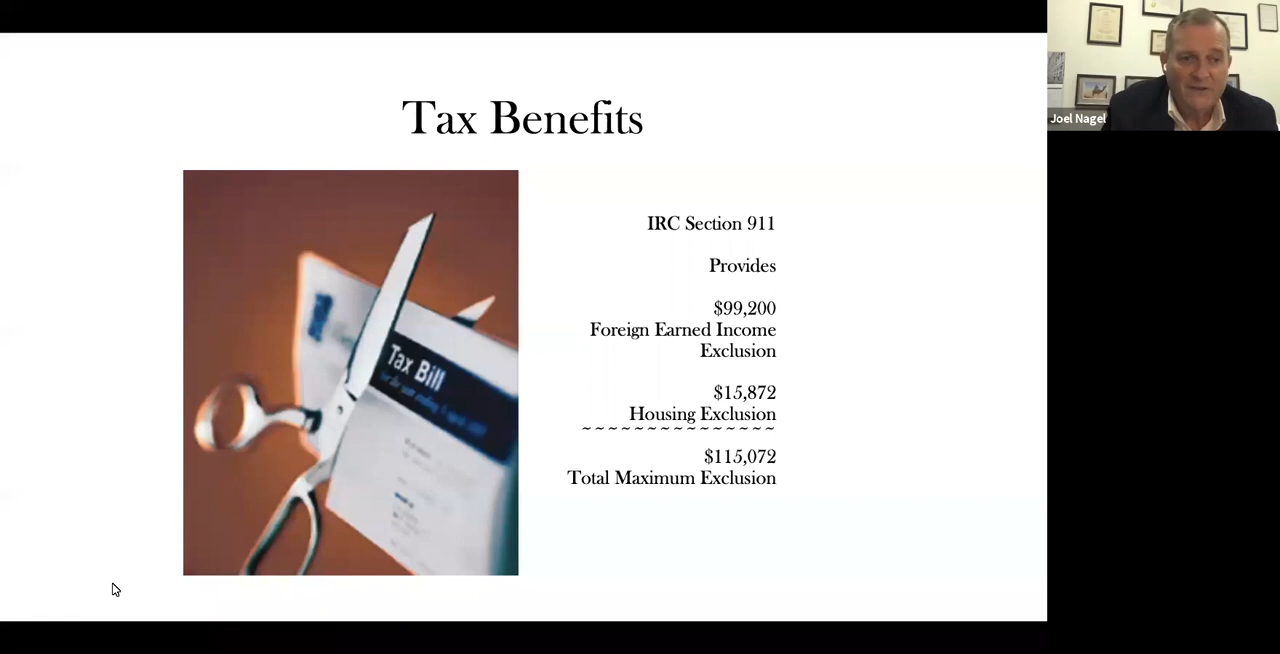 Tax Benefits
IRC Section 911
Provides
$99,200
Foreign Earned Income
Exclusion
$15,872
Housing Exclusion
~~~~~~~~~~~~~~~
$115,072
Total Maximum Exclusion
Tax Bill
Joel Nagel